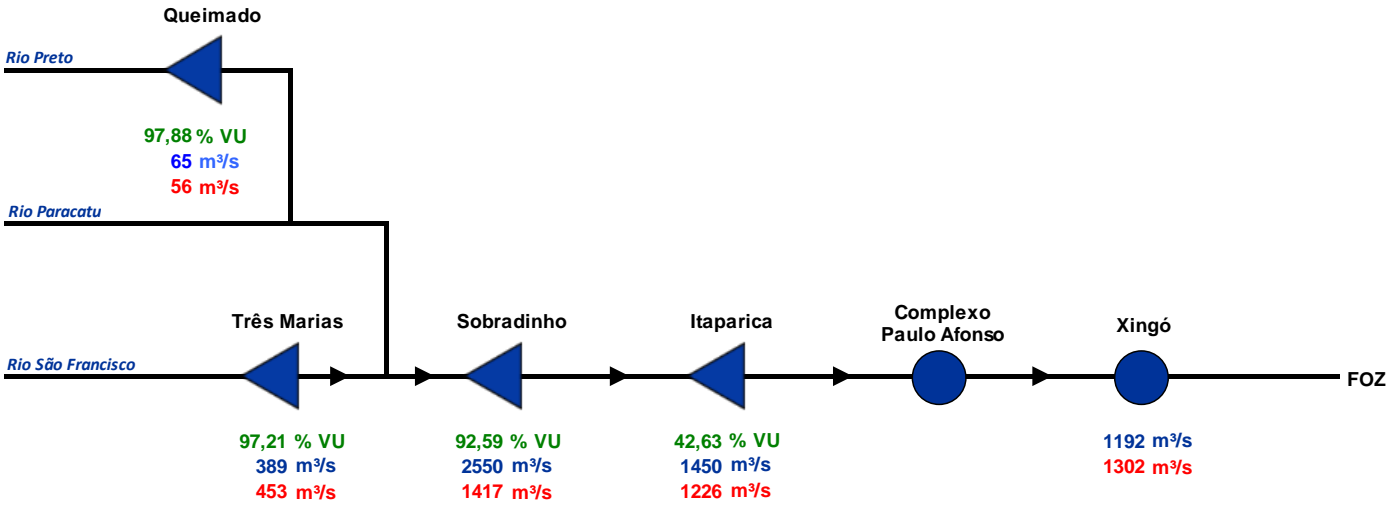 Queimado
Rio Preto
97,88 % VU
65 m³/s
56 m³/s
Rio Paracatu
Três Marias
Sobradinho
Itaparica
Complexo
Paulo Afonso
Xingó
Rio São Francisco
FOZ
97,21 % VU
389 m³/s
453 m³/s
92,59 % VU
2550 m³/s
1417 m³/s
42,63 % VU
1450 m³/s
1226 m³/s
1192 m³/s
1302 m³/s